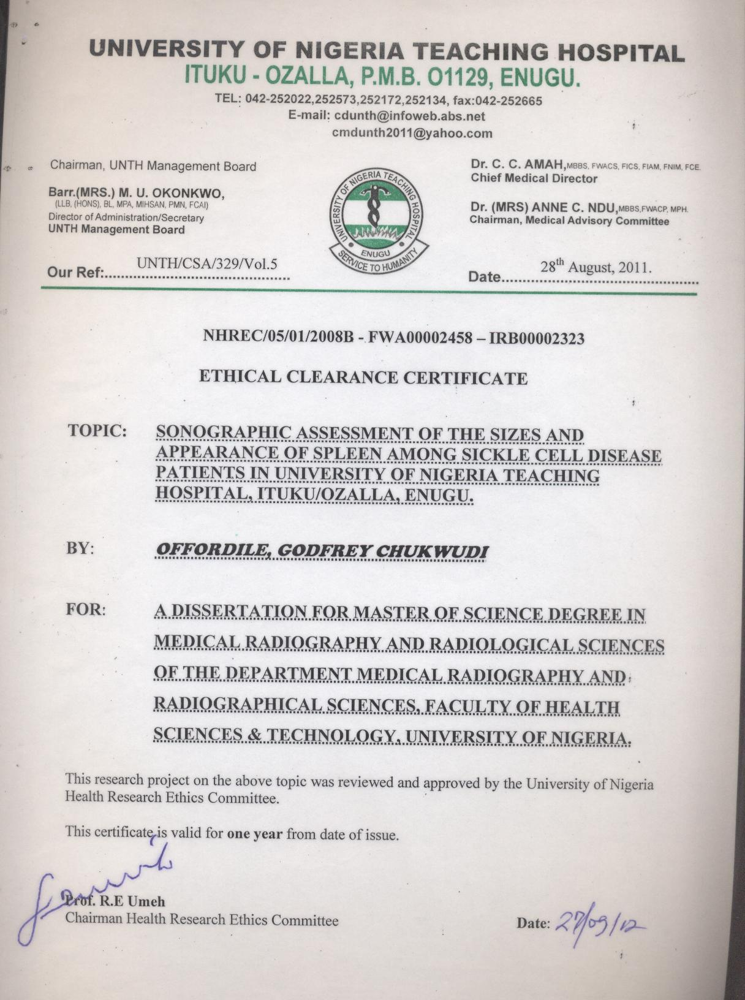 UNIVERSITY OF NIGERIA TEACHING HOSPITAL
ITUKU - OZALLA, P.M.B. O1129, ENUGU.
TEL: 042-252022,252573,252172,252134, fax:042-252665
E-mail: cdunth@infoweb.abs.net
cmdunth2011@yahoo.com
Chairman, UNTH Management Board
Barr.(MRS.) M. U. OKONKWO,
(LLB, (HONS), BL, MPA, MIHSAN, PMN, FCAI)
Director of Administration/Secretary
UNTH Management Board
Our Ref:..........UNTH/CSA/329/Vol.5
UNIVERSITY OF NIGERIA TEACHING HOSPITAL
ENUGU
SERVICE TO HUMANITY
Dr. C. C. AMAH,MBBS, FWACS, FICS, FIAM, FNIM, FCE.
Chief Medical Director
Dr. (MRS) ANNE C. NDU,MBBS,FWACP, MPH.
Chairman, Medical Advisory Committee
Date..........28th August, 2011.
NHREC/05/01/2008B - FWA00002458 – IRB00002323
ETHICAL CLEARANCE CERTIFICATE
TOPIC: SONOGRAPHIC ASSESSMENT OF THE SIZES AND
APPEARANCE OF SPLEEN AMONG SICKLE CELL DISEASE
PATIENTS IN UNIVERSITY OF NIGERIA TEACHING
HOSPITAL, ITUKU/OZALLA, ENUGU.
BY: OFFORDILE, GODFREY CHUKWUDI
FOR: A DISSERTATION FOR MASTER OF SCIENCE DEGREE IN
MEDICAL RADIOGRAPHY AND RADIOLOGICAL SCIENCES
OF THE DEPARTMENT MEDICAL RADIOGRAPHY AND
RADIOGRAPHICAL SCIENCES, FACULTY OF HEALTH
SCIENCES & TECHNOLOGY, UNIVERSITY OF NIGERIA.
This research project on the above topic was reviewed and approved by the University of Nigeria
Health Research Ethics Committee.
This certificate is valid for one year from date of issue.
Prof. R.E Umeh
Chairman Health Research Ethics Committee
Date: 27/09/12